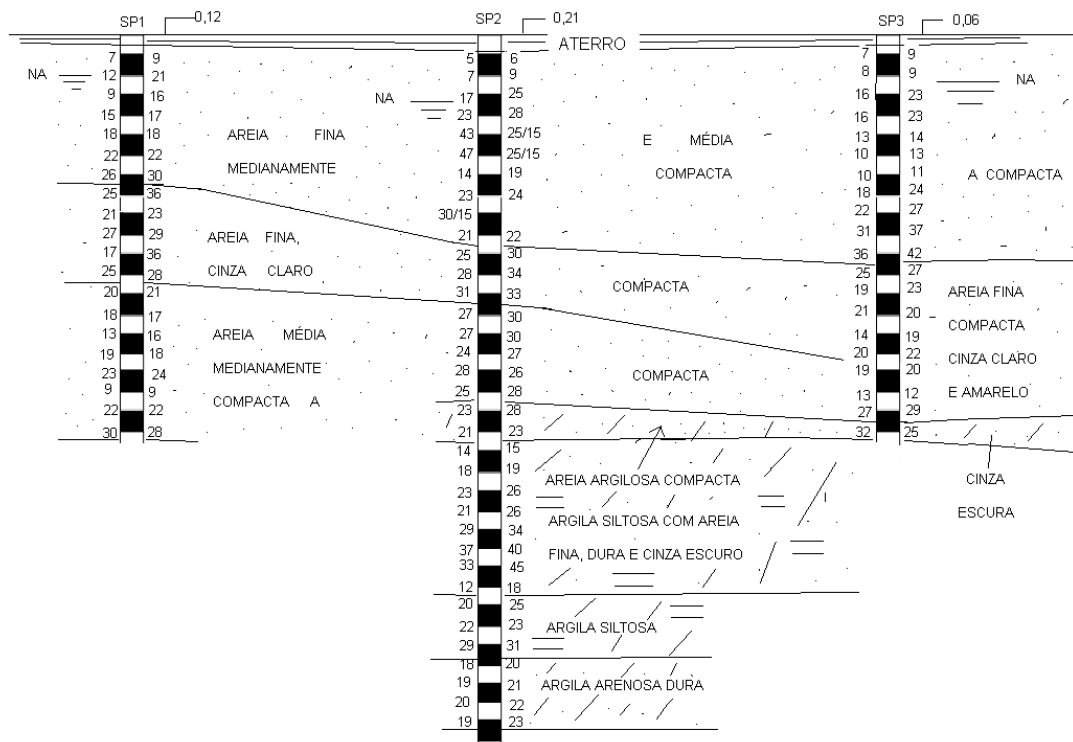 SP1 0,12 SP2 0,21 SP3 0,06
ATERRO
7 9
12 21
9 16
15 17
18 18
22 22
26 30
25 36
21 23
27 29
17 36
25 28
20 21
18 17
13 16
19 18
23 24
9 9
22 22
30 28
NA
AREIA FINA
MEDIANAMENTE
AREIA FINA,
CINZA CLARO
AREIA MÉDIA
MEDIANAMENTE
COMPACTA A
NA
5 6
7 9
17 25
23 28
43 25/15
47 25/15
14 19
23 24
30/15
21 22
25 30
28 34
31 33
27 30
27 30
24 27
28 26
25 28
23 28
21 23
14 15
18 19
23 26
21 26
29 34
37 40
33 45
12 18
20 25
22 23
29 31
18 20
19 21
20 22
19 23
E MÉDIA
COMPACTA
COMPACTA
COMPACTA
AREIA ARGILOSA COMPACTA
ARGILA SILTOSA COM AREIA
FINA, DURA E CINZA ESCURO
ARGILA SILTOSA
ARGILA ARENOSA DURA
7 9
8 9
16 23
16 23
13 14
10 13
10 11
18 24
22 27
31 37
36 42
25 27
19 23
21 20
14 19
20 22
19 20
13 12
27 29
32 25
NA
A COMPACTA
AREIA FINA
COMPACTA
CINZA CLARO
E AMARELO
CINZA
ESCURA